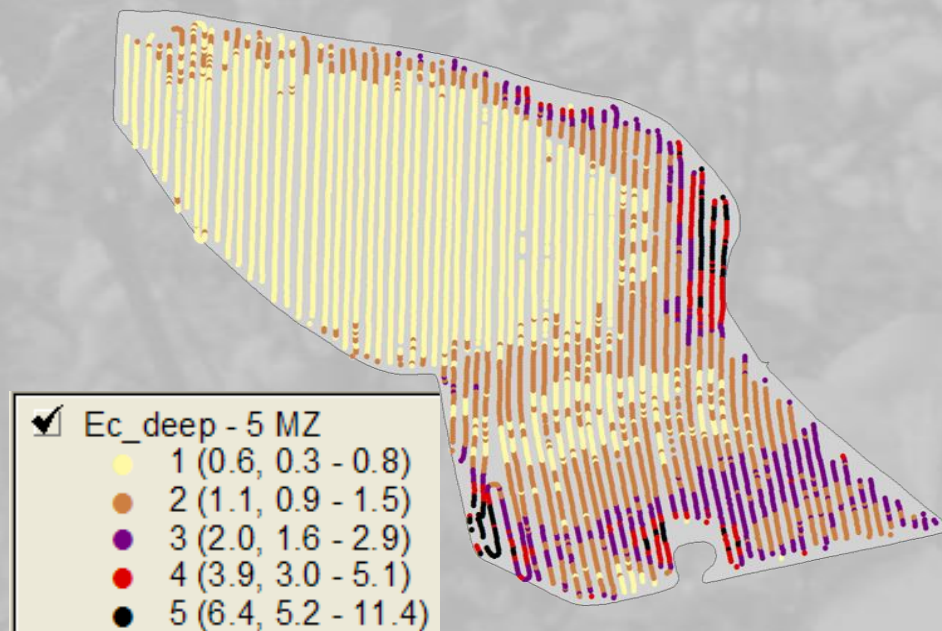 Ec_deep - 5 MZ
1 (0.6, 0.3 - 0.8)
2 (1.1, 0.9 - 1.5)
3 (2.0, 1.6 - 2.9)
4 (3.9, 3.0 - 5.1)
5 (6.4, 5.2 - 11.4)